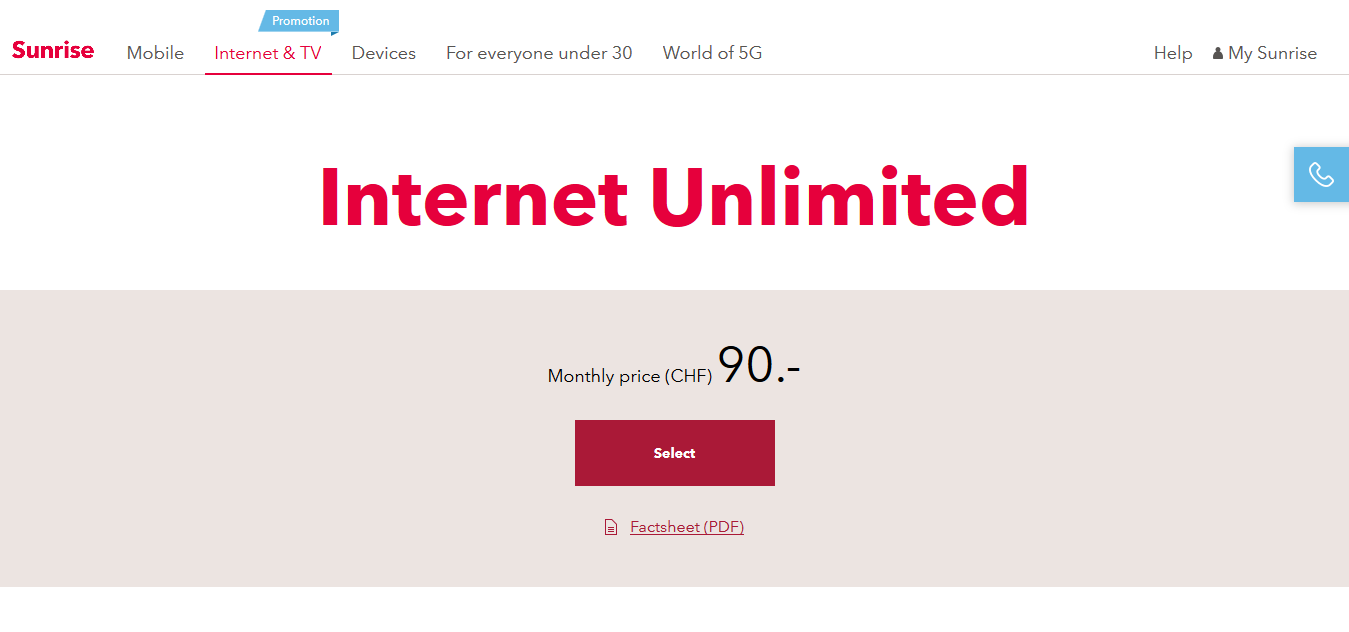 Promotion
Sunrise Mobile Internet & TV Devices For everyone under 30 World of 5G Help My Sunrise
Internet Unlimited
Monthly price (CHF) 90.-
Select
Factsheet (PDF)